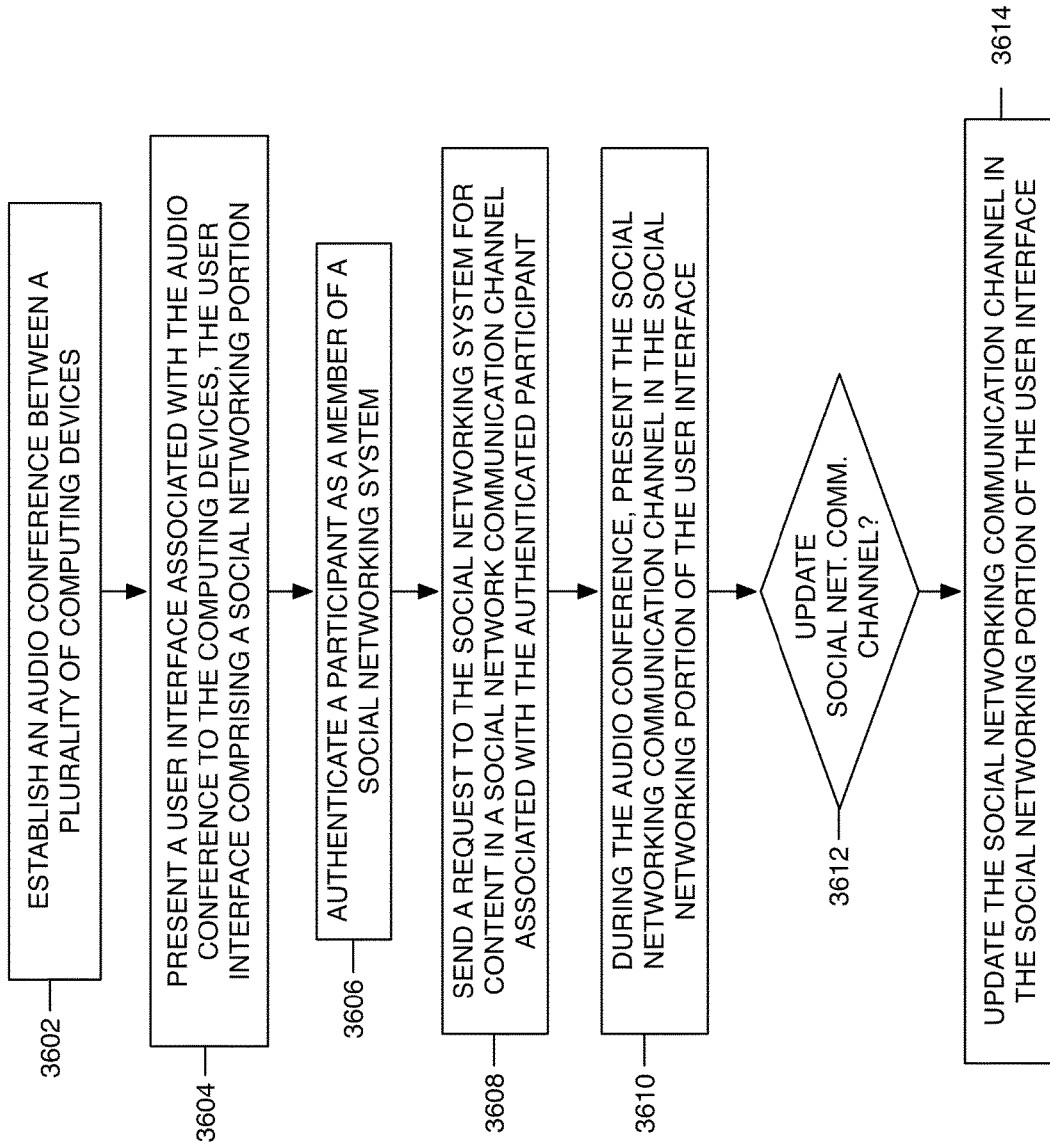 ESTABLISH AN AUDIO CONFERENCE BETWEEN A
PLURALITY OF COMPUTING DEVICES
3602
PRESENT A USER INTERFACE ASSOCIATED WITH THE AUDIO
CONFERENCE TO THE COMPUTING DEVICES, THE USER
INTERFACE COMPRISING A SOCIAL NETWORKING PORTION
3604
AUTHENTICATE A PARTICIPANT AS A MEMBER OF A
SOCIAL NETWORKING SYSTEM
3606
SEND A REQUEST TO THE SOCIAL NETWORKING SYSTEM FOR
CONTENT IN A SOCIAL NETWORK COMMUNICATION CHANNEL
ASSOCIATED WITH THE AUTHENTICATED PARTICIPANT
3608
DURING THE AUDIO CONFERENCE, PRESENT THE SOCIAL
NETWORKING COMMUNICATION CHANNEL IN THE SOCIAL
NETWORKING PORTION OF THE USER INTERFACE
3610
UPDATE
SOCIAL NET. COMM.
CHANNEL?
3612
UPDATE THE SOCIAL NETWORKING COMMUNICATION CHANNEL IN
THE SOCIAL NETWORKING PORTION OF THE USER INTERFACE
3614